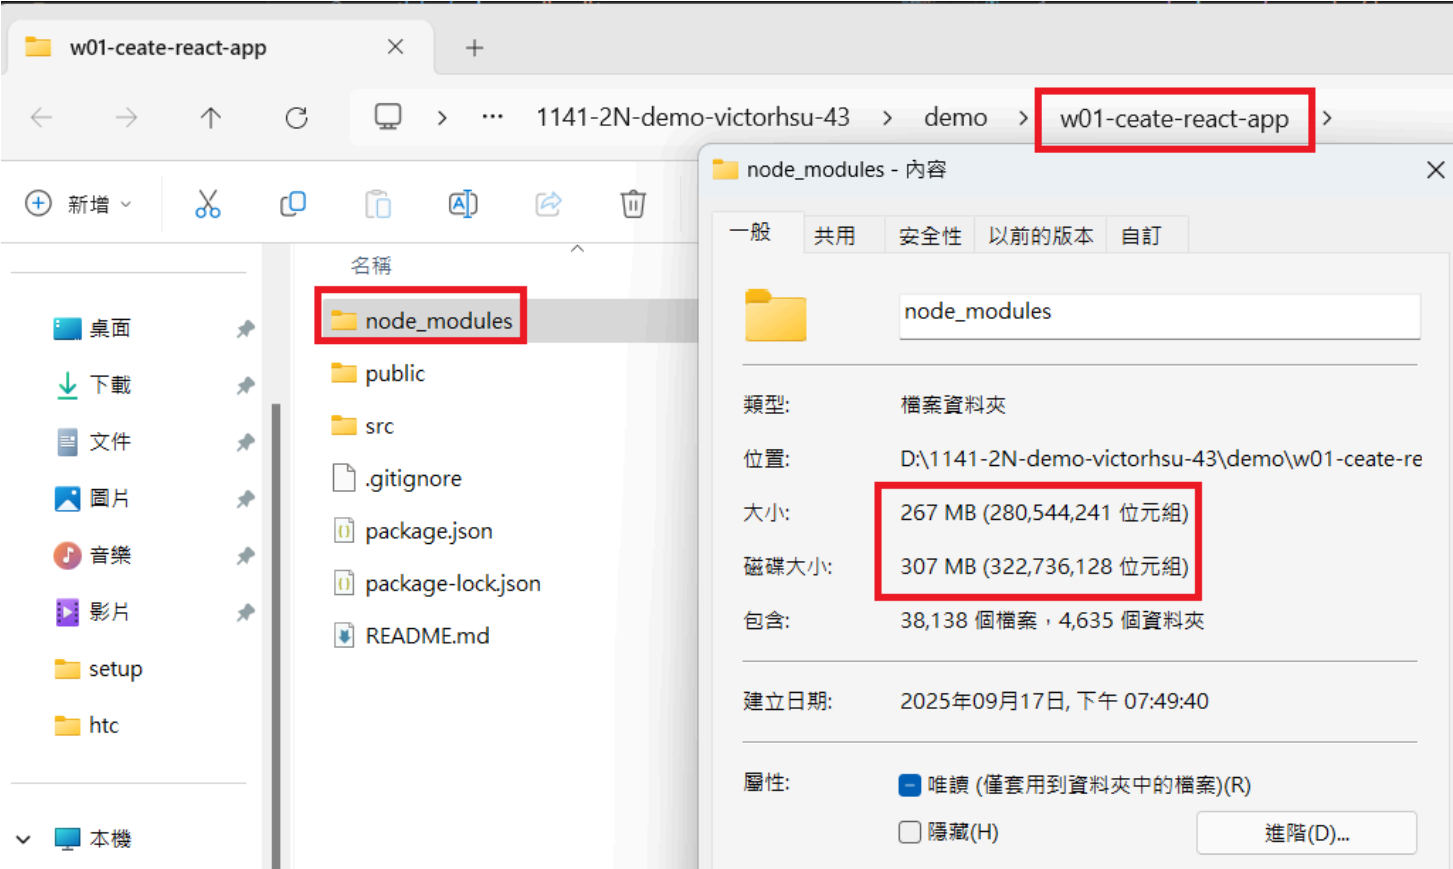 w01-ceate-react-app
1141-2N-demo-victorhsu-43 > demo > w01-ceate-react-app >
新增
名稱
桌面
下載
文件
圖片
音樂
影片
setup
htc
本機
node_modules
public
src
.gitignore
package.json
package-lock.json
README.md
node_modules - 內容
一般 共用 安全性 以前的版本 自訂
node_modules
類型: 檔案資料夾
位置: D:\1141-2N-demo-victorhsu-43\demo\w01-ceate-re
大小: 267 MB (280,544,241 位元組)
磁碟大小: 307 MB (322,736,128 位元組)
包含: 38,138 個檔案，4,635 個資料夾
建立日期: 2025年09月17日, 下午 07:49:40
屬性: 唯讀 (僅套用到資料夾中的檔案)(R)
隱藏(H)
進階(D)...